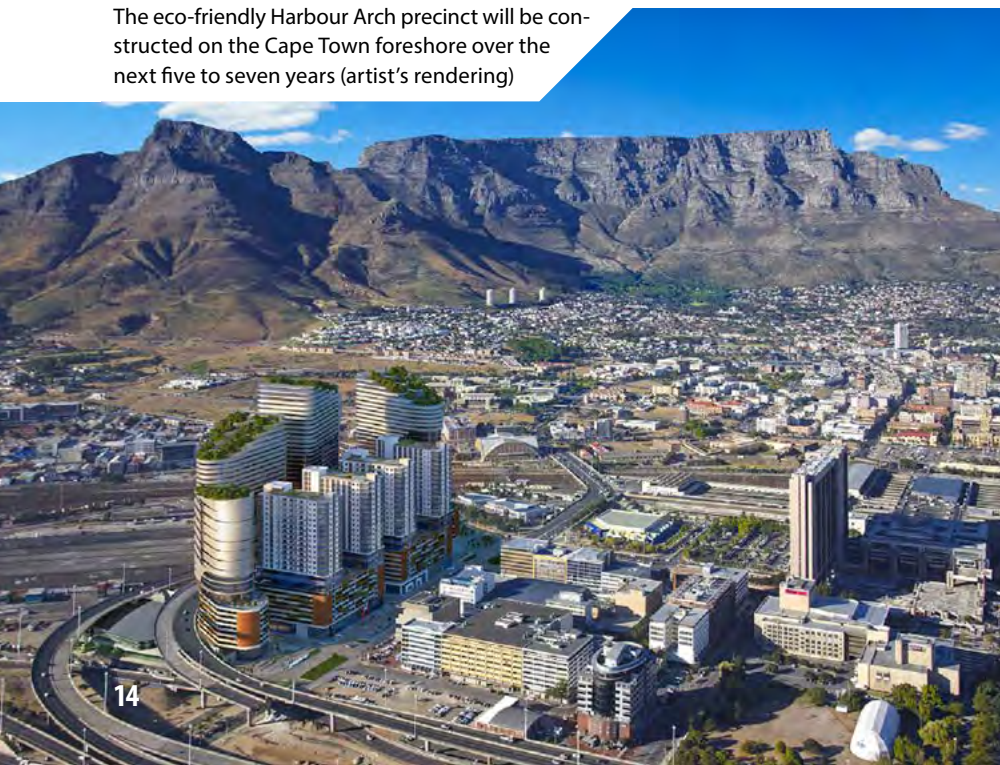 The eco-friendly Harbour Arch precinct will be con-
structed on the Cape Town foreshore over the
next five to seven years (artist’s rendering)
14